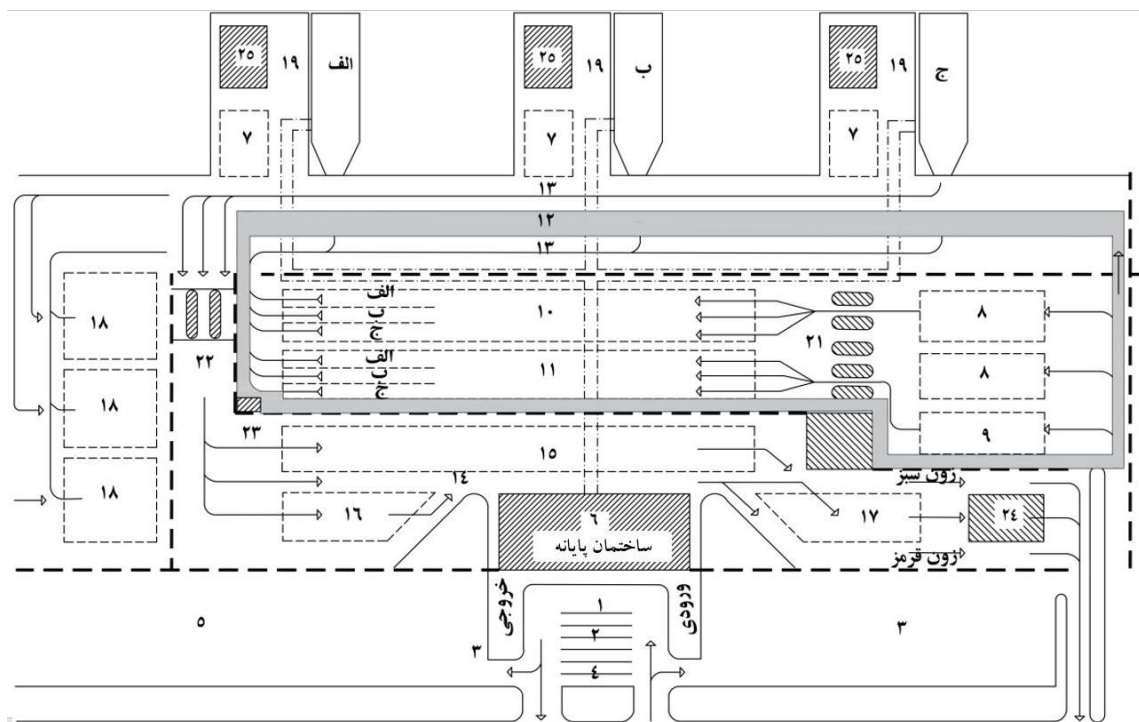 ۲۵ ۱۹ الف ۲۵ ۱۹ ب ۲۵ ۱۹ ج
۷ ۷ ۷
۱۳
۱۲
۱۳
الف ۱۰ ۸
ب
ج ۲۱
۱۸
الف ۱۱ ۸
ب
ج
۲۲
۱۸
۲۳ ۹
۱۵
۱۴ زون سبز
۱۸ ۱۶ ۶ ۱۷ ۲۴
ساختمان پایانه
زون قرمز
خروجی ورودی
۵ ۱ ۳
۲
۳
۴